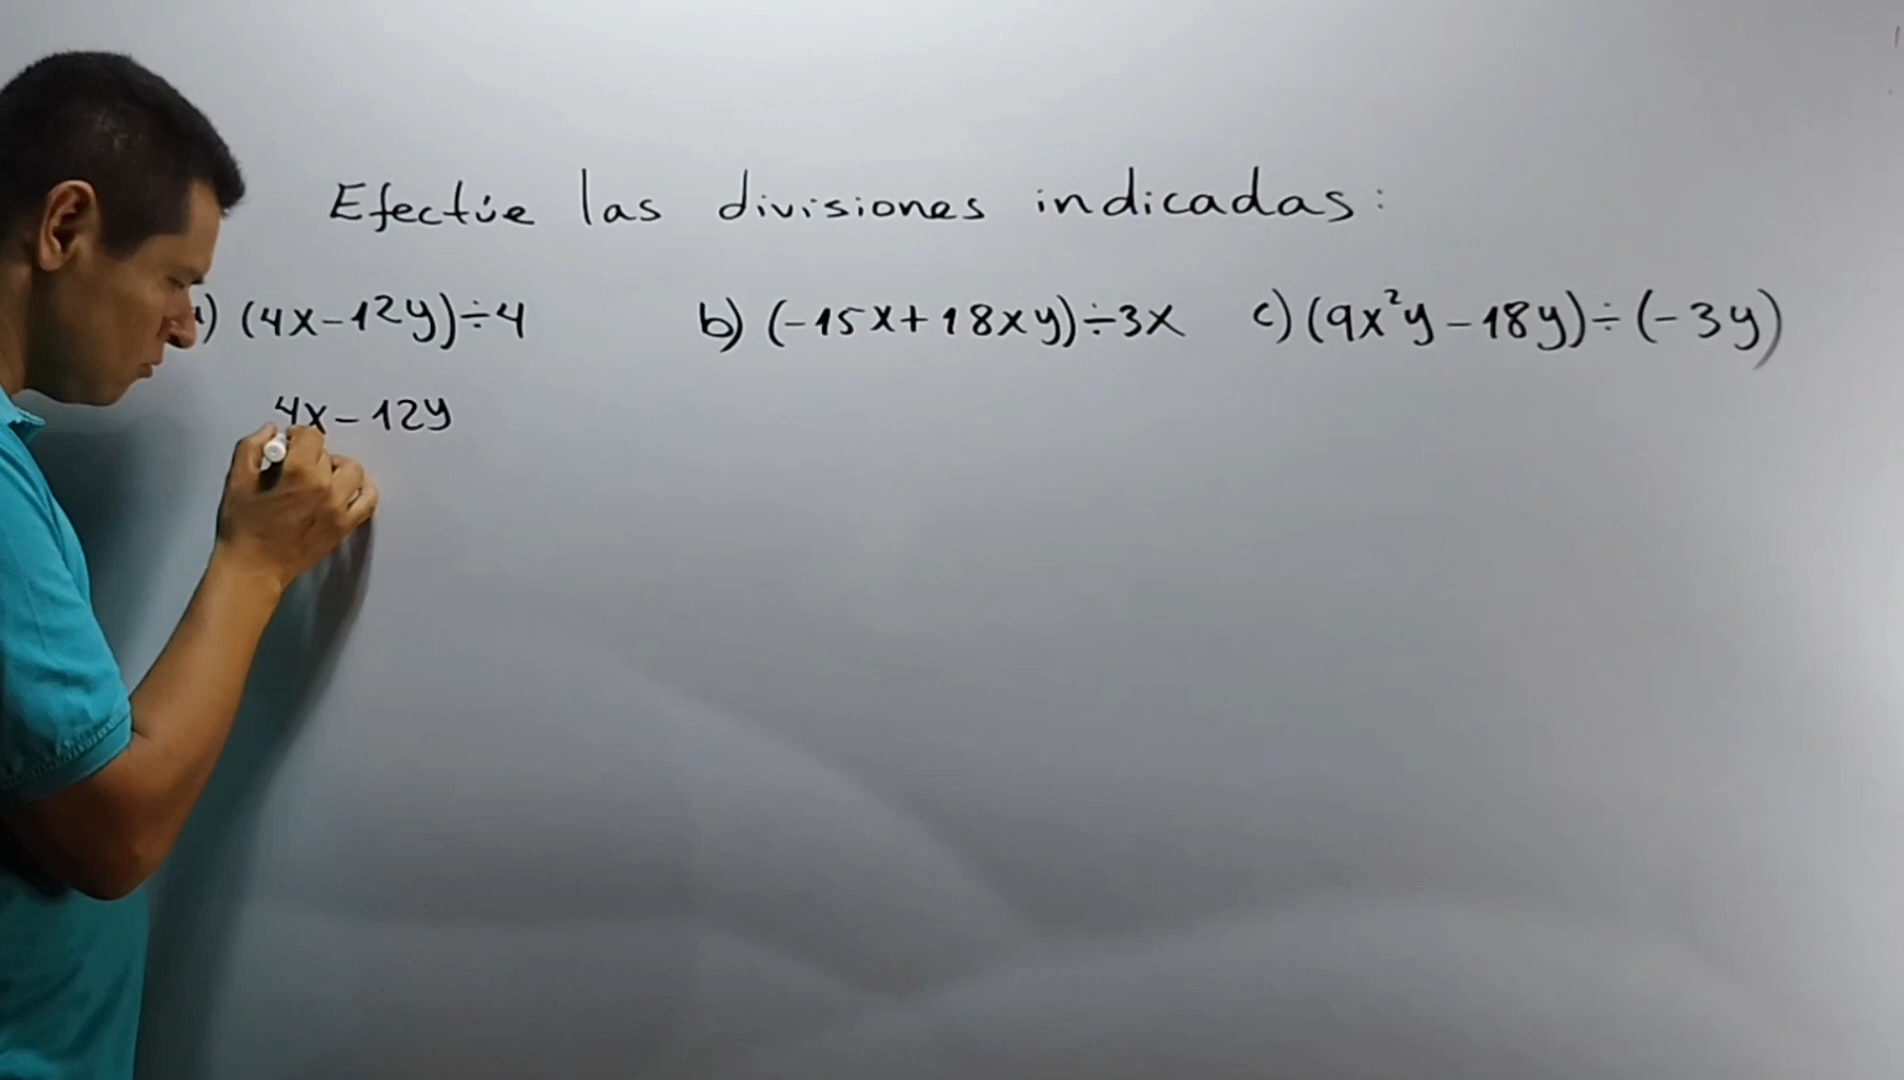 Efectúe las divisiones indicadas:
a) (4x-12y)÷4 b) (-15x+18xy)÷3x c) (9x²y-18y)÷(-3y)
4x-12y